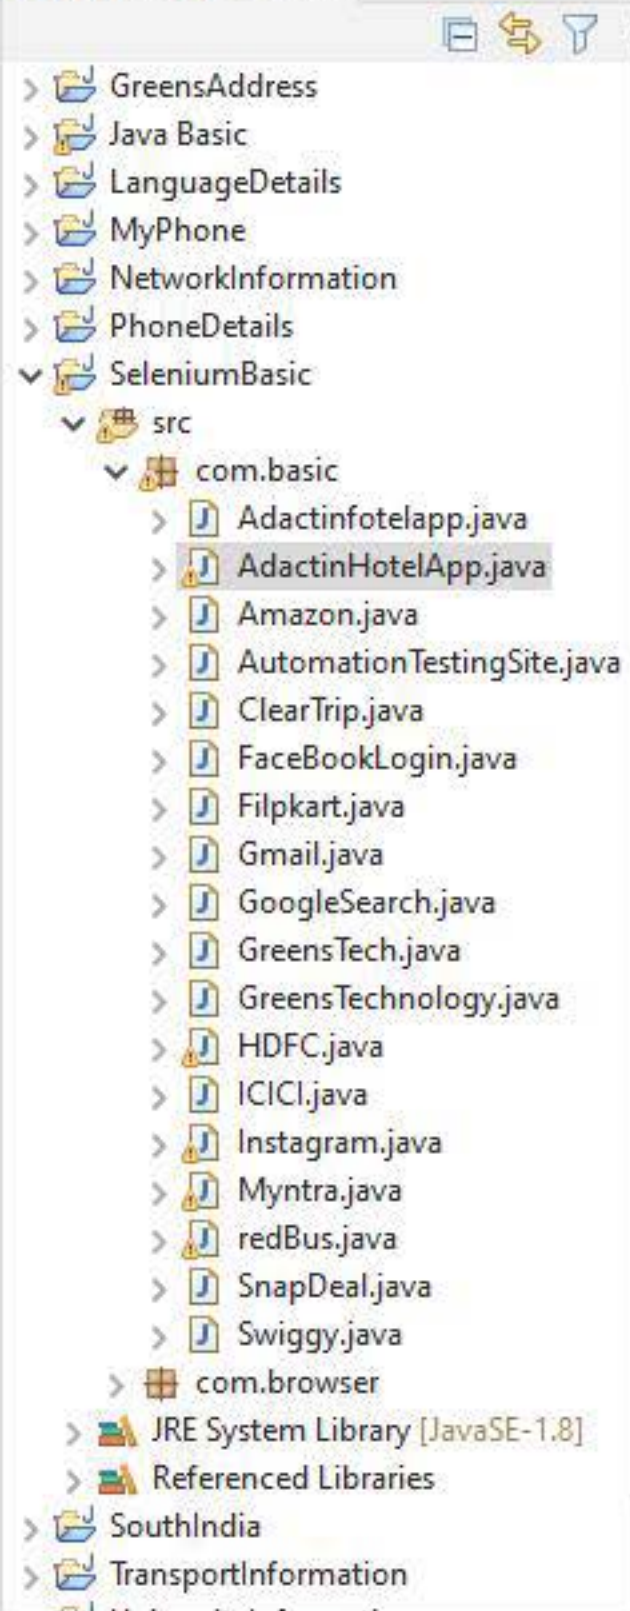 GreensAddress
Java Basic
LanguageDetails
MyPhone
NetworkInformation
PhoneDetails
SeleniumBasic
src
com.basic
Adactinfotelapp.java
AdactinHotelApp.java
Amazon.java
AutomationTestingSite.java
ClearTrip.java
FaceBookLogin.java
Filpkart.java
Gmail.java
GoogleSearch.java
GreensTech.java
GreensTechnology.java
HDFC.java
ICICI.java
Instagram.java
Myntra.java
redBus.java
SnapDeal.java
Swiggy.java
com.browser
JRE System Library [JavaSE-1.8]
Referenced Libraries
SouthIndia
TransportInformation